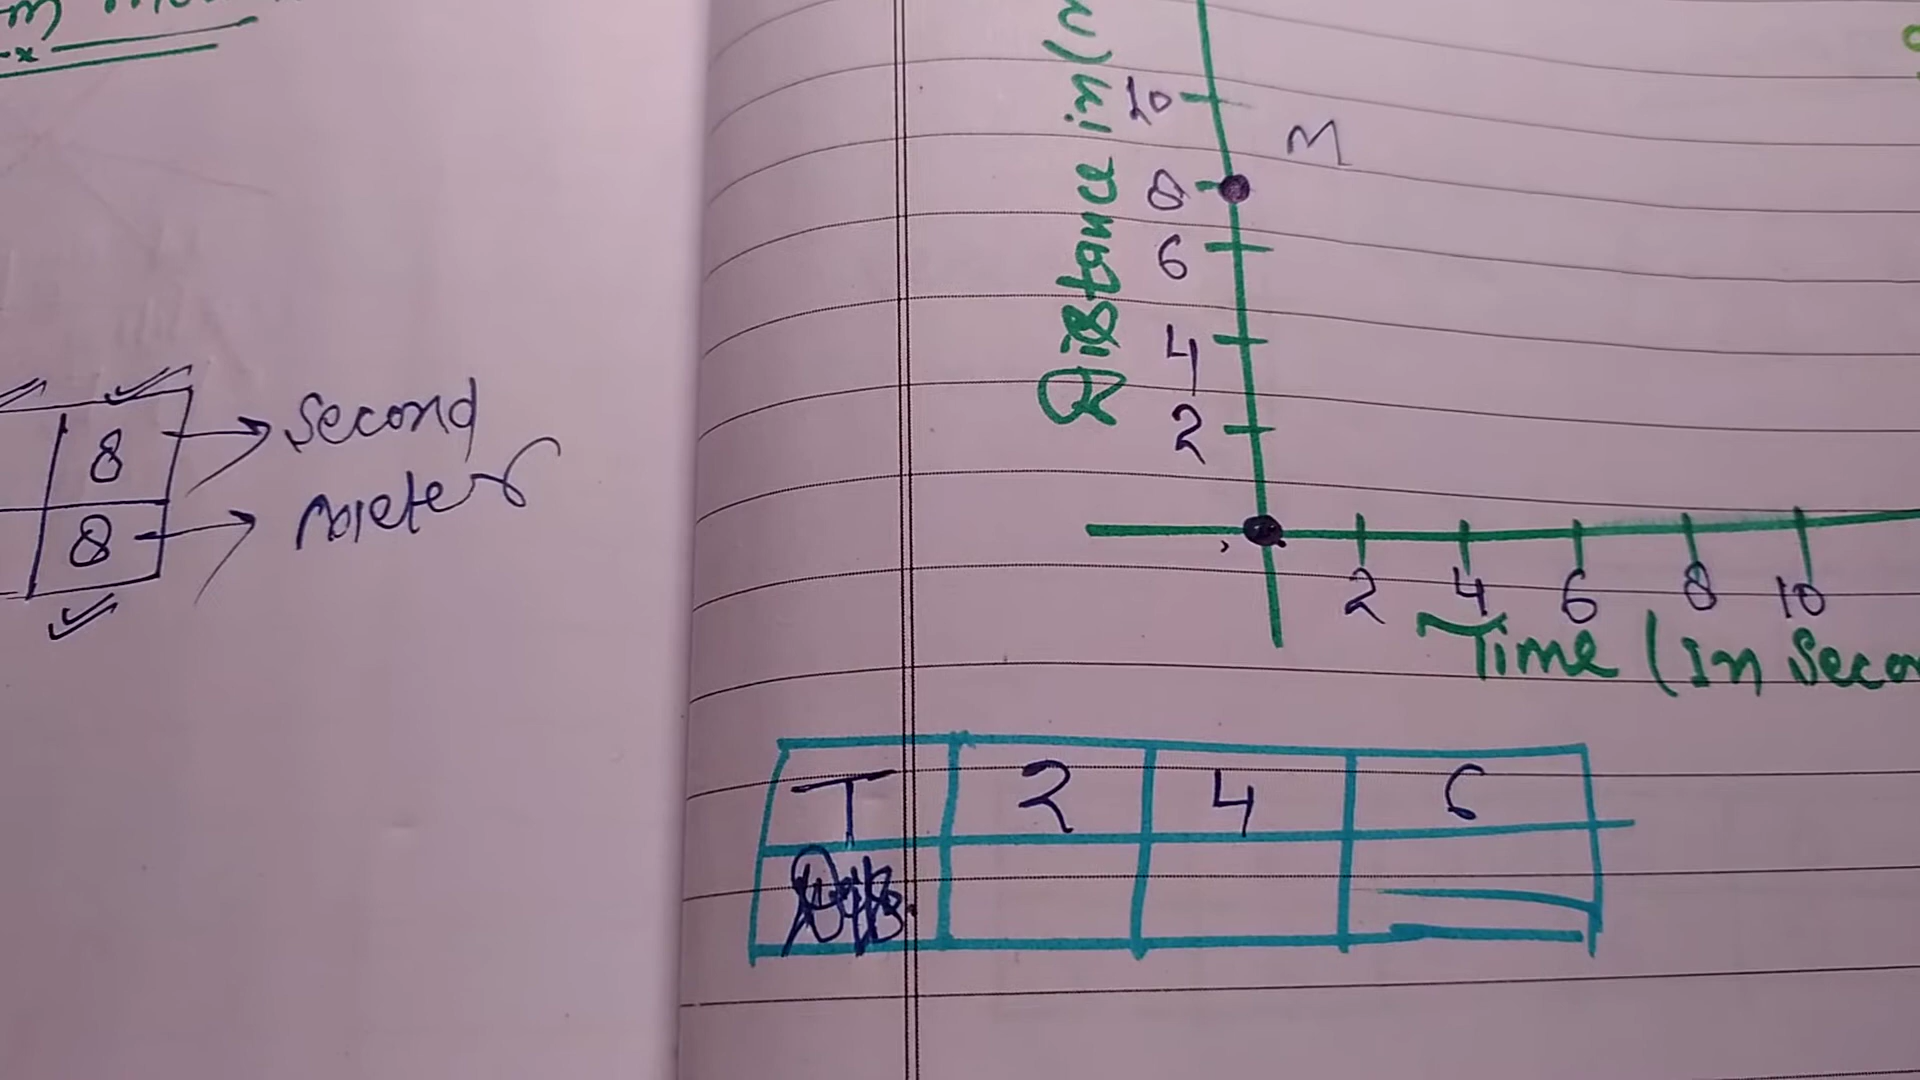 8 second
8 meter
Distance in (
10
M
8
6
4
2
2 4 6 8 10
Time (In Secon
T 2 4 6